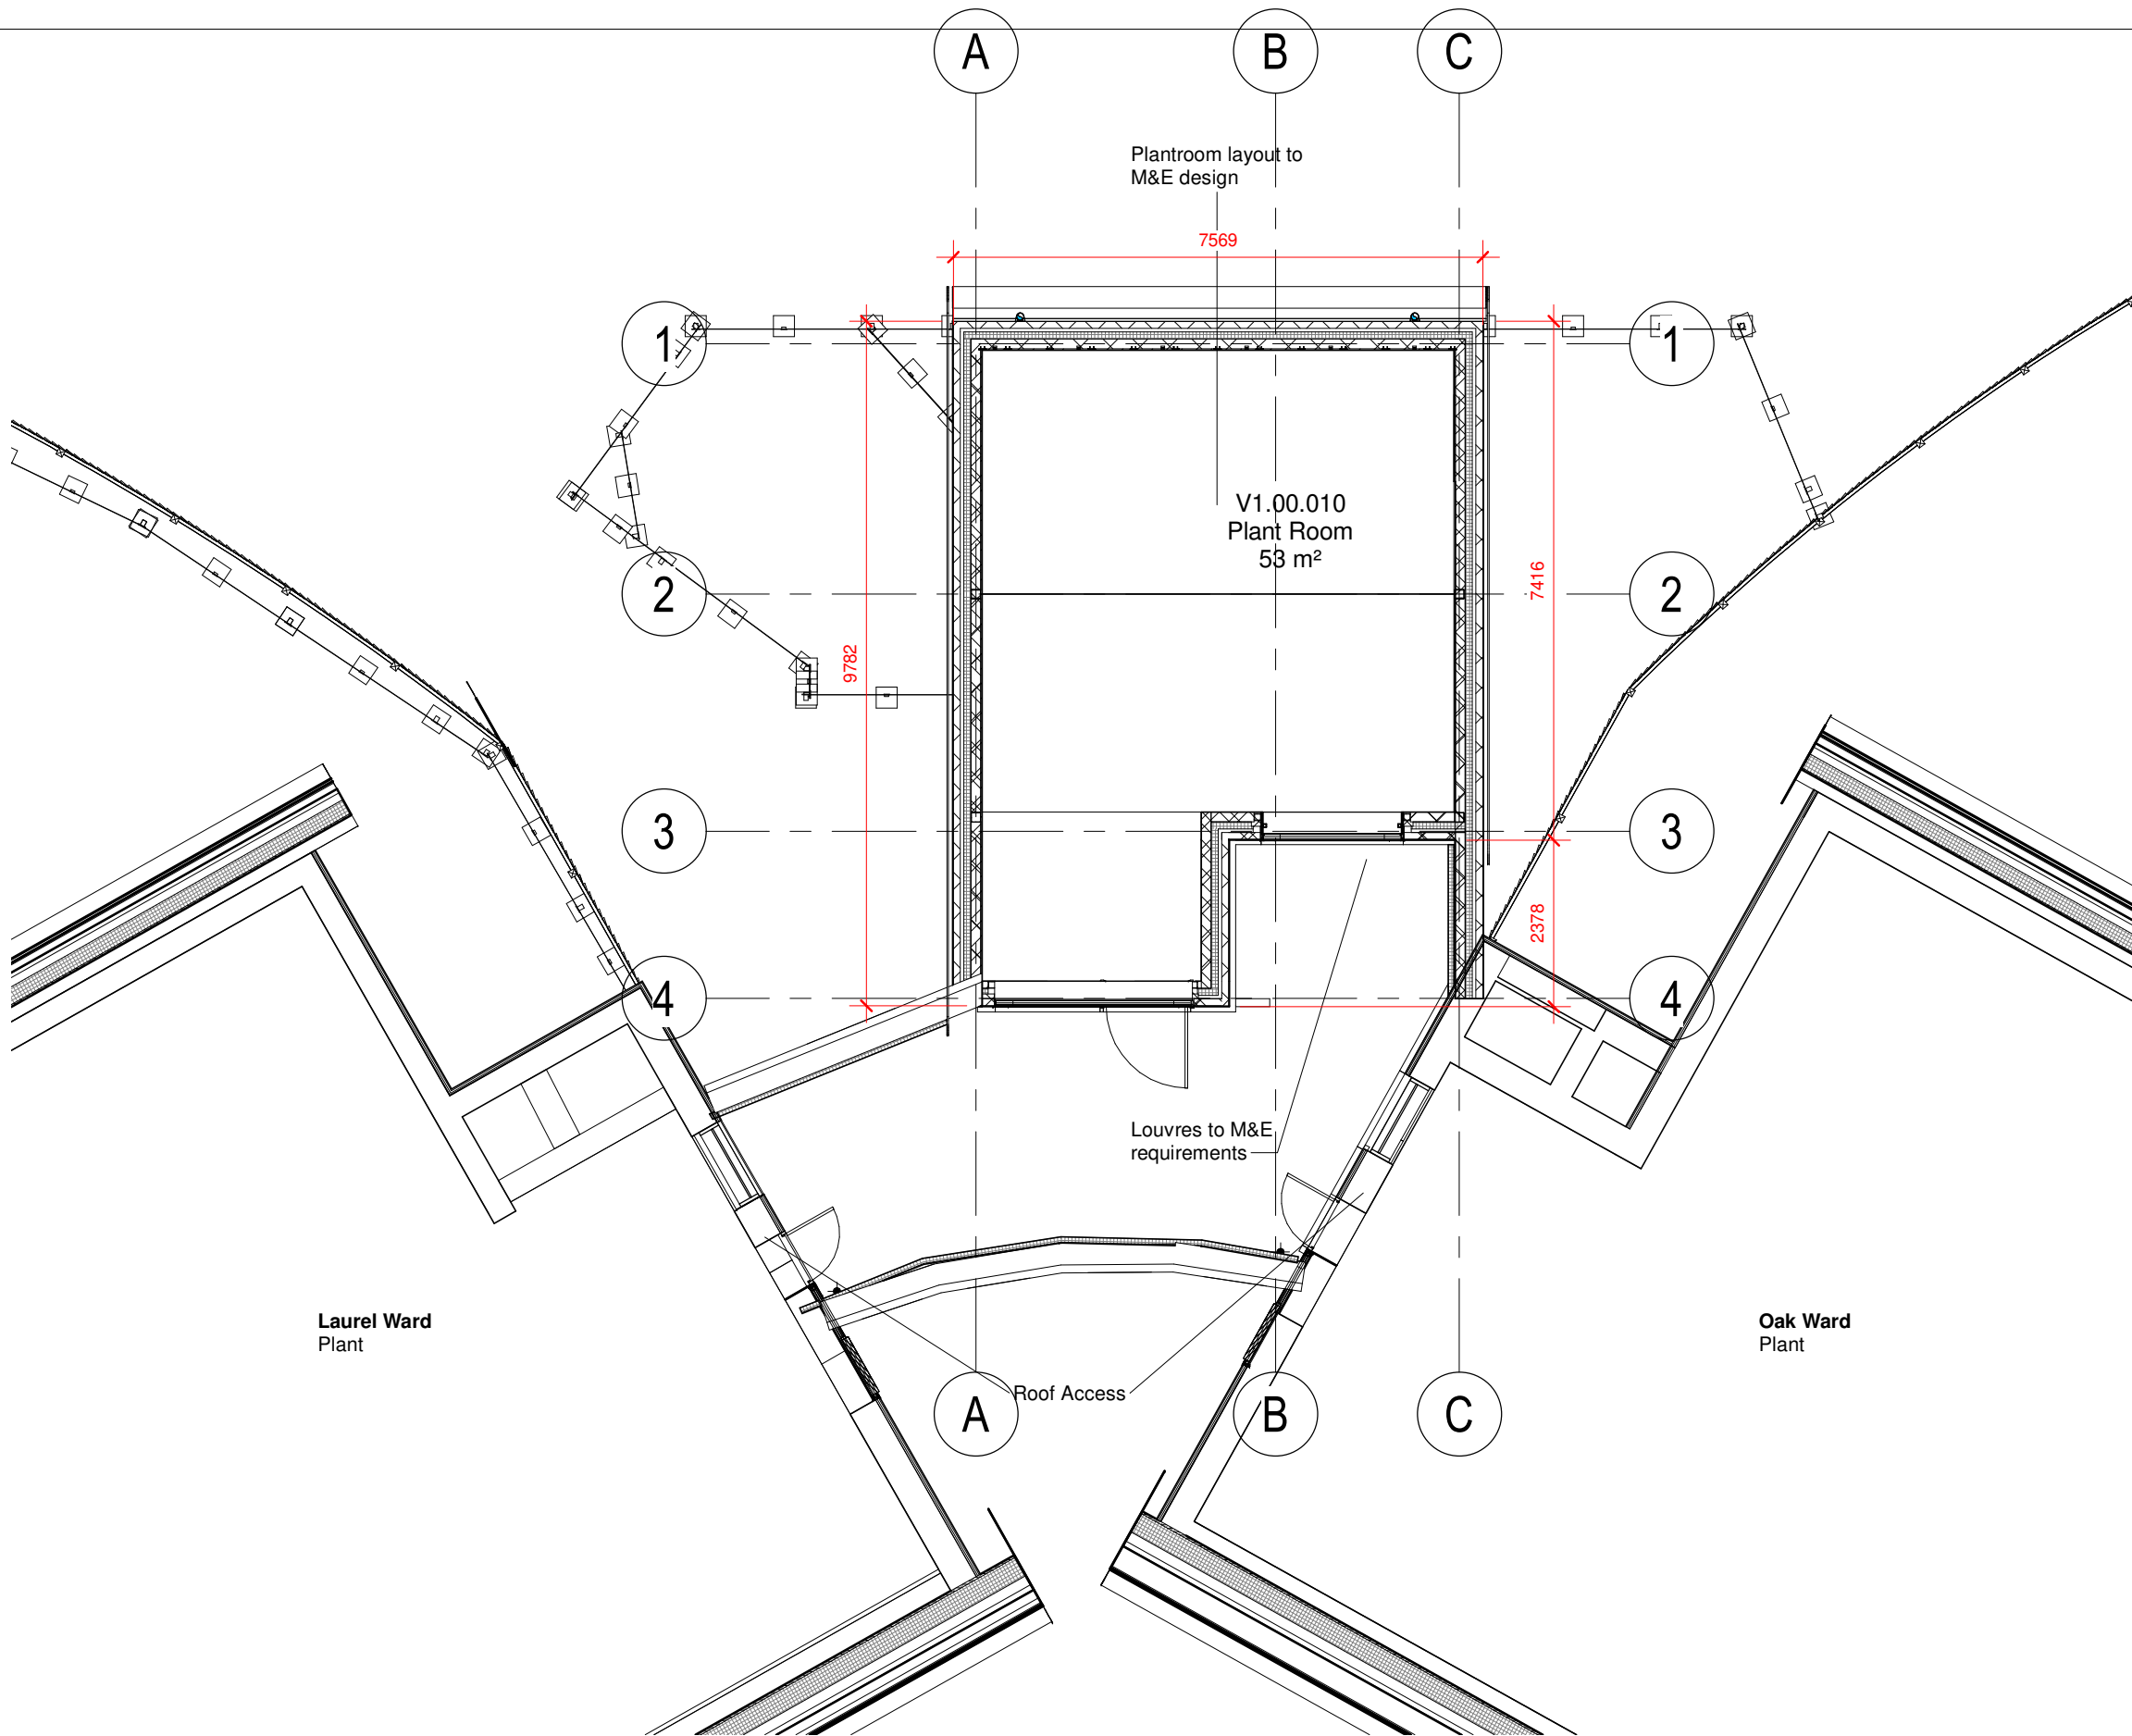 A
B
C
Plantroom layout to
M&E design
7569
1
1
V1.00.010
Plant Room
53 m²
2
2
7416
9782
3
3
2378
4
4
Louvres to M&E
requirements
Laurel Ward
Plant
Oak Ward
Plant
Roof Access
A
B
C